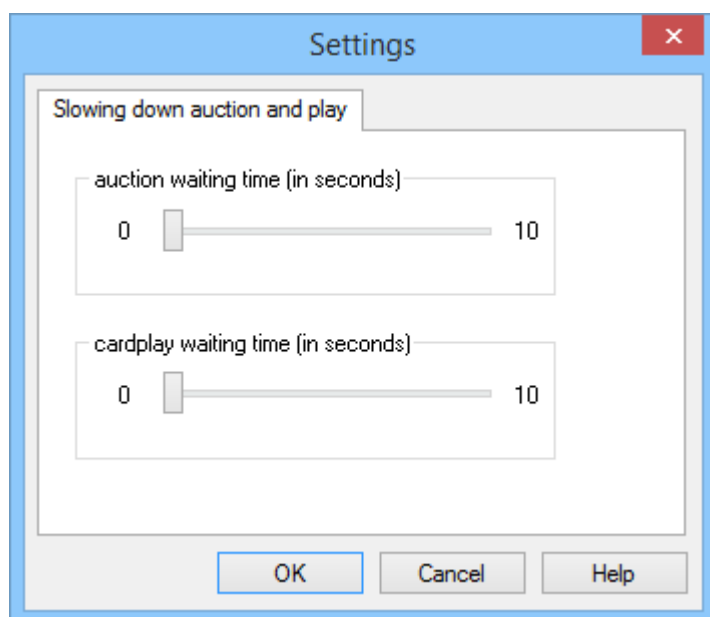 Settings
Slowing down auction and play
auction waiting time (in seconds)
0 10
cardplay waiting time (in seconds)
0 10
OK Cancel Help